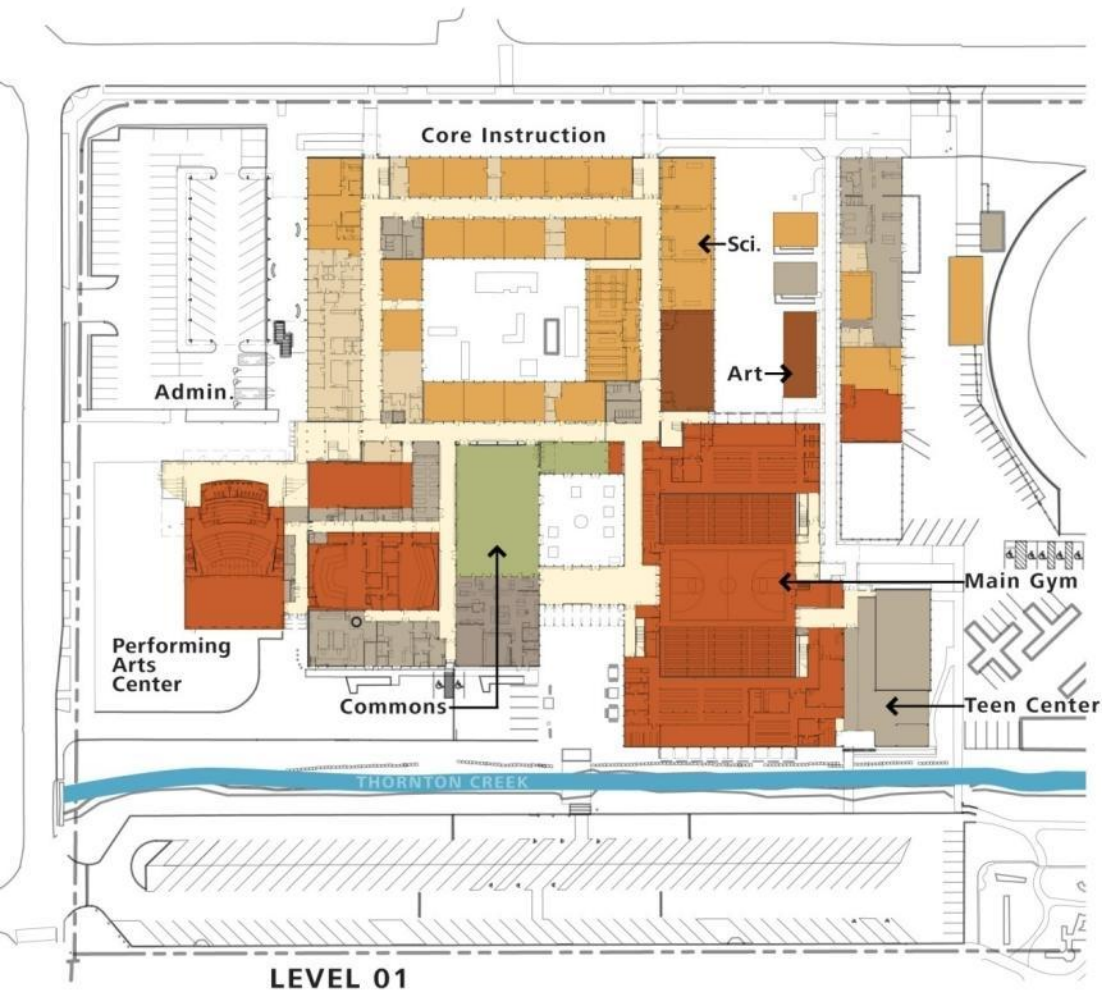 Core Instruction
Sci.
Art
Admin.
Main Gym
Performing
Arts
Center
Commons
Teen Center
THORNTON CREEK
LEVEL 01